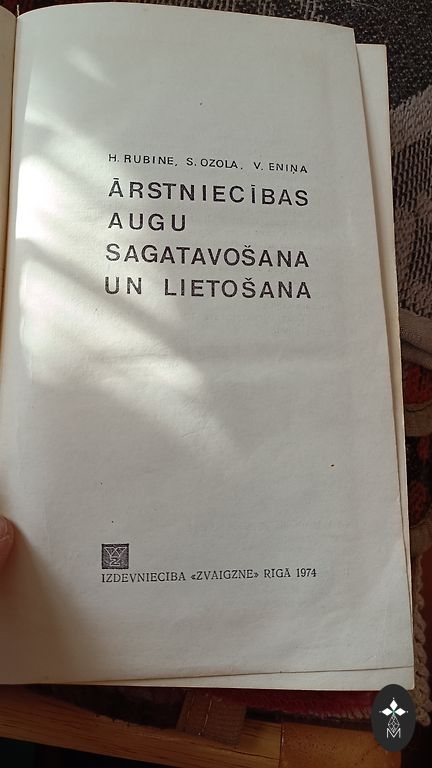 H. RUBINE, S. OZOLA, V. ENIŅA
ĀRSTNIECĪBAS
AUGU
SAGATAVOŠANA
UN LIETOŠANA
IZDEVNIECĪBA «ZVAIGZNE» RĪGĀ 1974
M